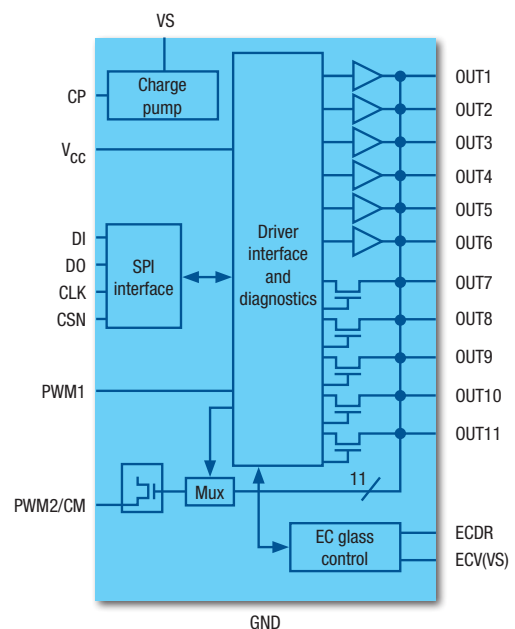 VS
Charge
pump
CP
VCC
DI
DO
CLK
CSN
SPI
interface
Driver
interface
and
diagnostics
OUT1
OUT2
OUT3
OUT4
OUT5
OUT6
OUT7
OUT8
OUT9
OUT10
OUT11
PWM1
PWM2/CM
Mux
11
EC glass
control
ECDR
ECV(VS)
GND